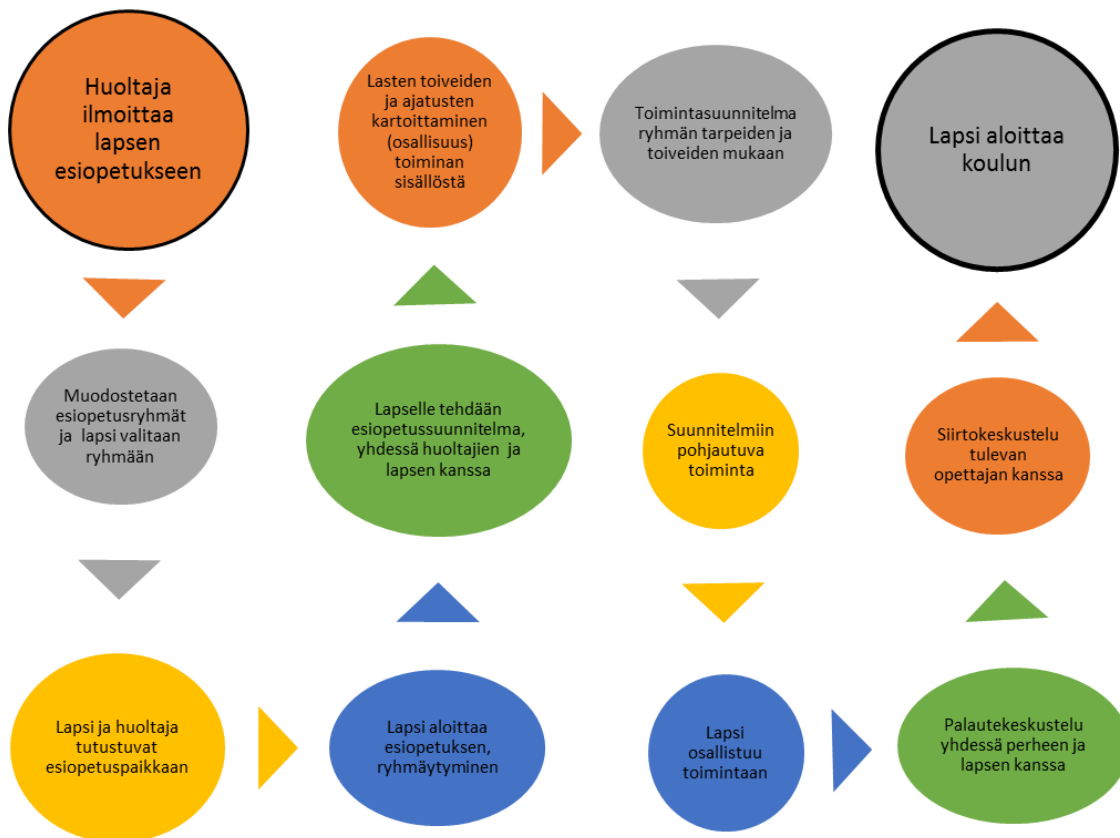 Huoltaja
ilmoittaa
lapsen
esiopetukseen
Muodostetaan
esiopetusryhmät
ja lapsi valitaan
ryhmään
Lapsi ja huoltaja
tutustuvat
esiopetuspaikkaan
Lapsi aloittaa
esiopetuksen,
ryhmäytyminen
Lapselle tehdään
esiopetussuunnitelma,
yhdessä huoltajien ja
lapsen kanssa
Lasten toiveiden
ja ajatusten
kartoittaminen
(osallisuus)
toiminan
sisällöstä
Toimintasuunnitelma
ryhmän tarpeiden ja
toiveiden mukaan
Suunnitelmiin
pohjautuva
toiminta
Lapsi
osallistuu
toimintaan
Palautekeskustelu
yhdessä perheen ja
lapsen kanssa
Siirtokeskustelu
tulevan
opettajan kanssa
Lapsi aloittaa
koulun